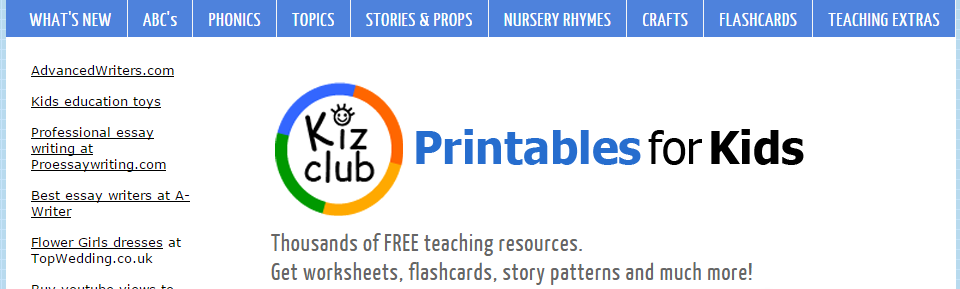 WHAT'S NEW ABC's PHONICS TOPICS STORIES & PROPS NURSERY RHYMES CRAFTS FLASHCARDS TEACHING EXTRAS
AdvancedWriters.com
Kids education toys
Professional essay
writing at
Proessaywriting.com
Best essay writers at A-
Writer
Flower Girls dresses at
TopWedding.co.uk
Buy youtube views to
Kiz
club
Printables for Kids
Thousands of FREE teaching resources.
Get worksheets, flashcards, story patterns and much more!